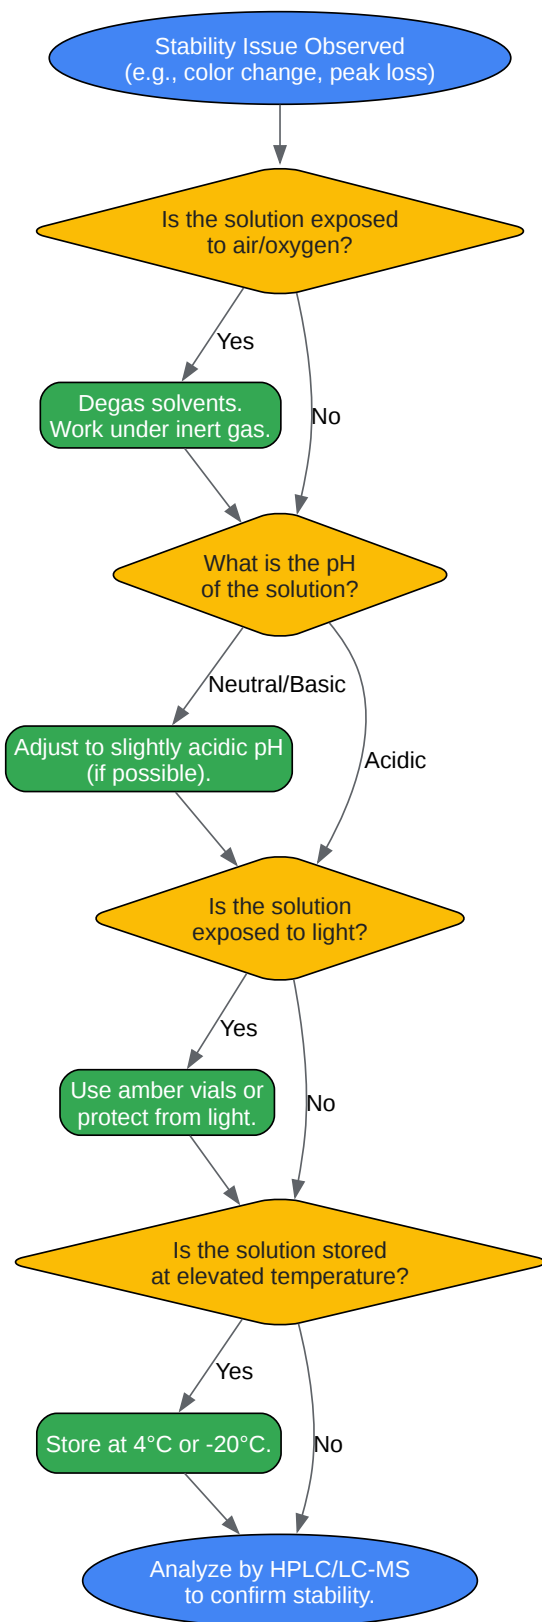 Stability Issue Observed
(e.g., color change, peak loss)
Is the solution exposed
to air/oxygen?
Yes
Degas solvents.
Work under inert gas.
No
What is the pH
of the solution?
Neutral/Basic
Adjust to slightly acidic pH
(if possible).
Acidic
Is the solution
exposed to light?
Yes
Use amber vials or
protect from light.
No
Is the solution stored
at elevated temperature?
Yes
Store at 4°C or -20°C.
No
Analyze by HPLC/LC-MS
to confirm stability.